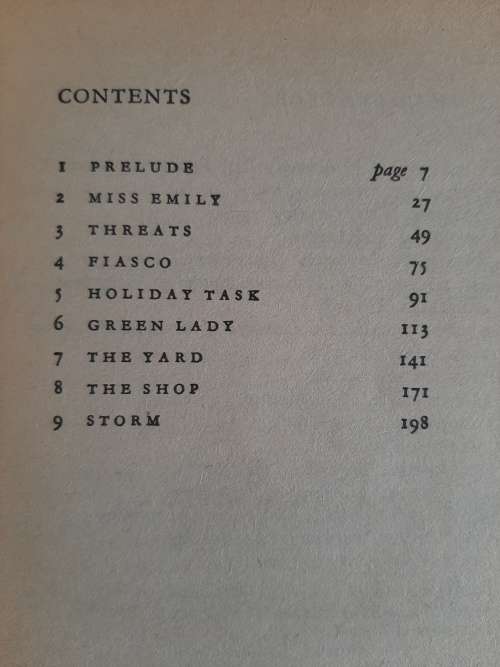 CONTENTS
1 PRELUDE page 7
2 MISS EMILY 27
3 THREATS 49
4 FIASCO 75
5 HOLIDAY TASK 91
6 GREEN LADY 113
7 THE YARD 141
8 THE SHOP 171
9 STORM 198